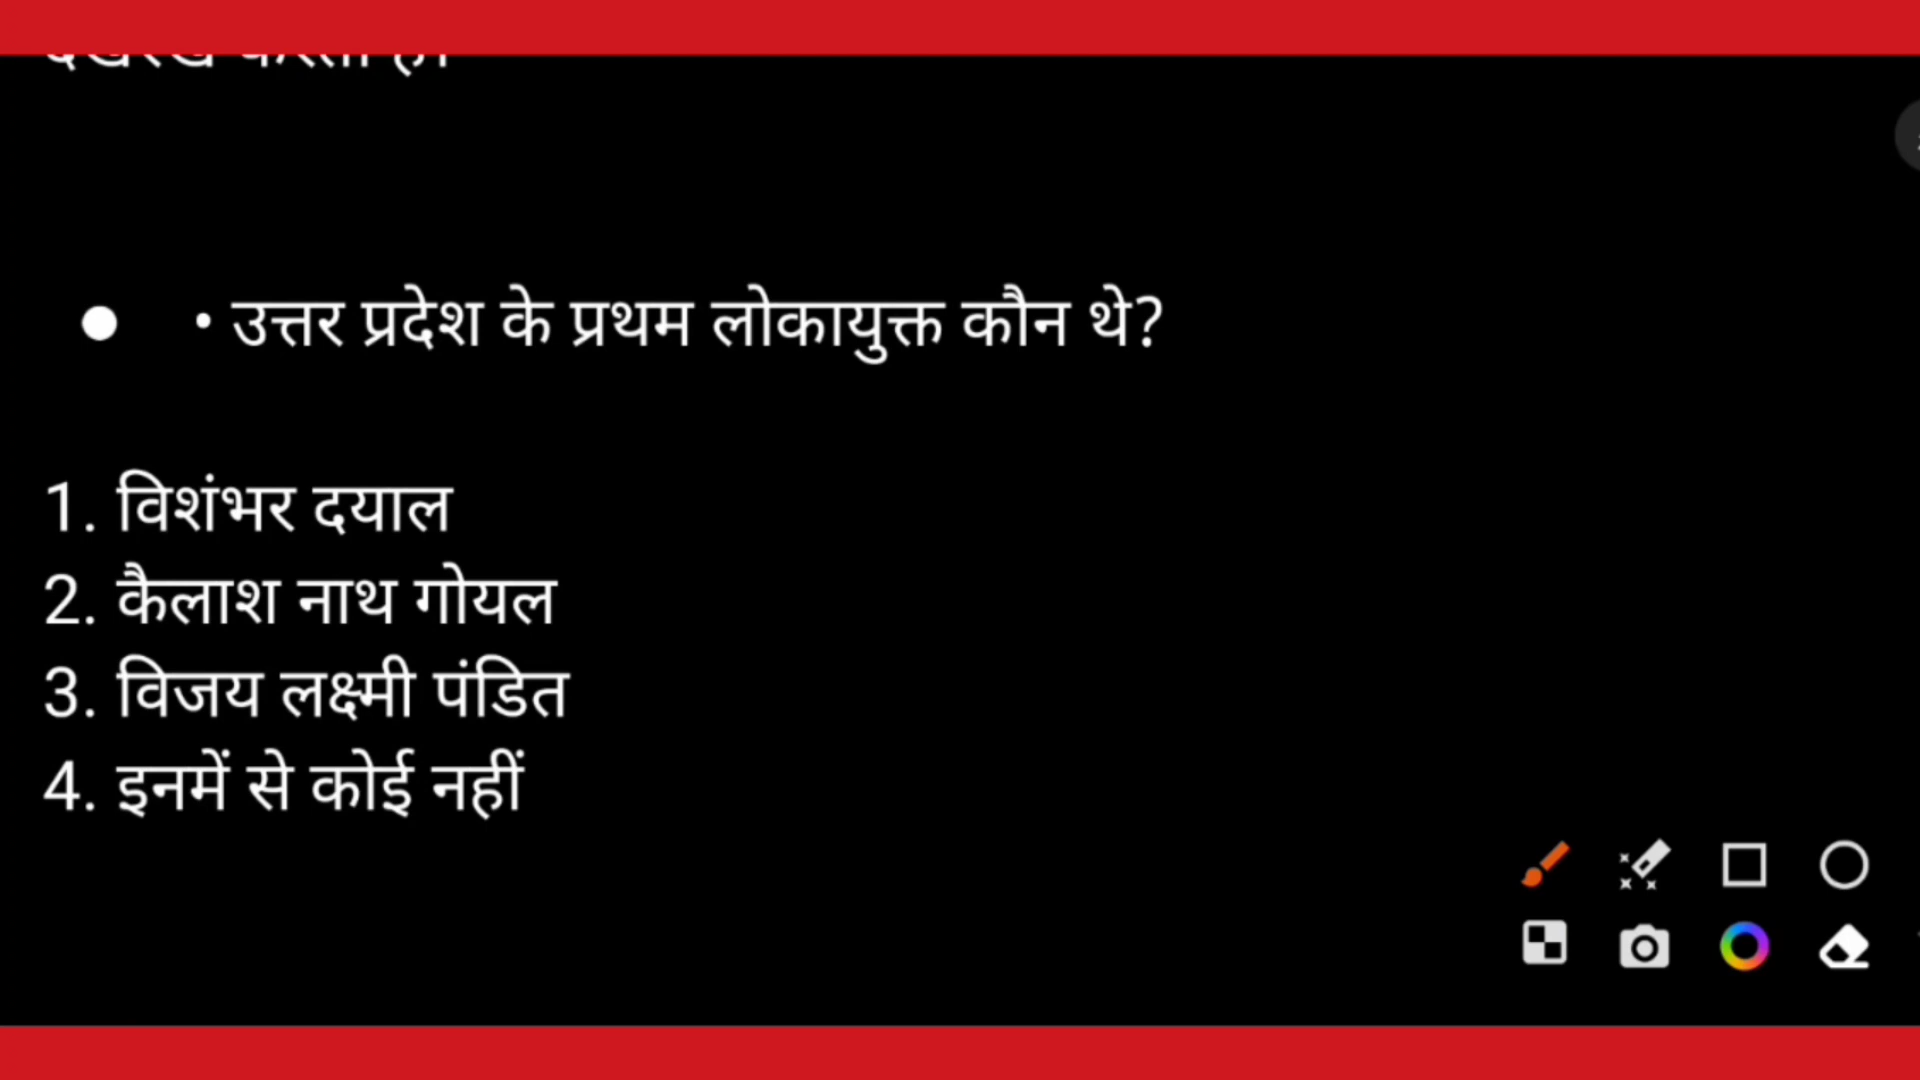 • • उत्तर प्रदेश के प्रथम लोकायुक्त कौन थे?
1. विशंभर दयाल
2. कैलाश नाथ गोयल
3. विजय लक्ष्मी पंडित
4. इनमें से कोई नहीं